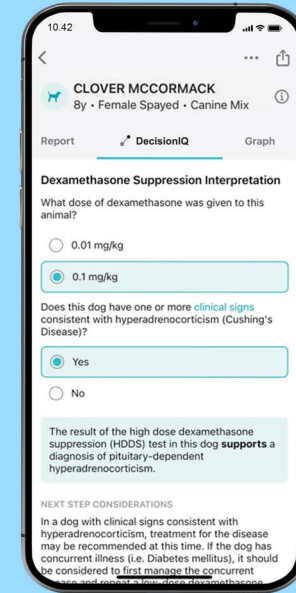 10.42
CLOVER MCCORMACK
8y • Female Spayed • Canine Mix
Report
DecisionIQ
Graph
Dexamethasone Suppression Interpretation
What dose of dexamethasone was given to this
animal?
0.01 mg/kg
0.1 mg/kg
Does this dog have one or more clinical signs
consistent with hyperadrenocorticism (Cushing's
Disease)?
Yes
No
The result of the high dose dexamethasone
suppression (HDDS) test in this dog supports a
diagnosis of pituitary-dependent
hyperadrenocorticism.
NEXT STEP CONSIDERATIONS
In a dog with clinical signs consistent with
hyperadrenocorticism, treatment for the disease
may be recommended at this time. If the dog has
concurrent illness (i.e. Diabetes mellitus), it should
be considered to first manage the concurrent
and repeat a low-dose dexamethasone